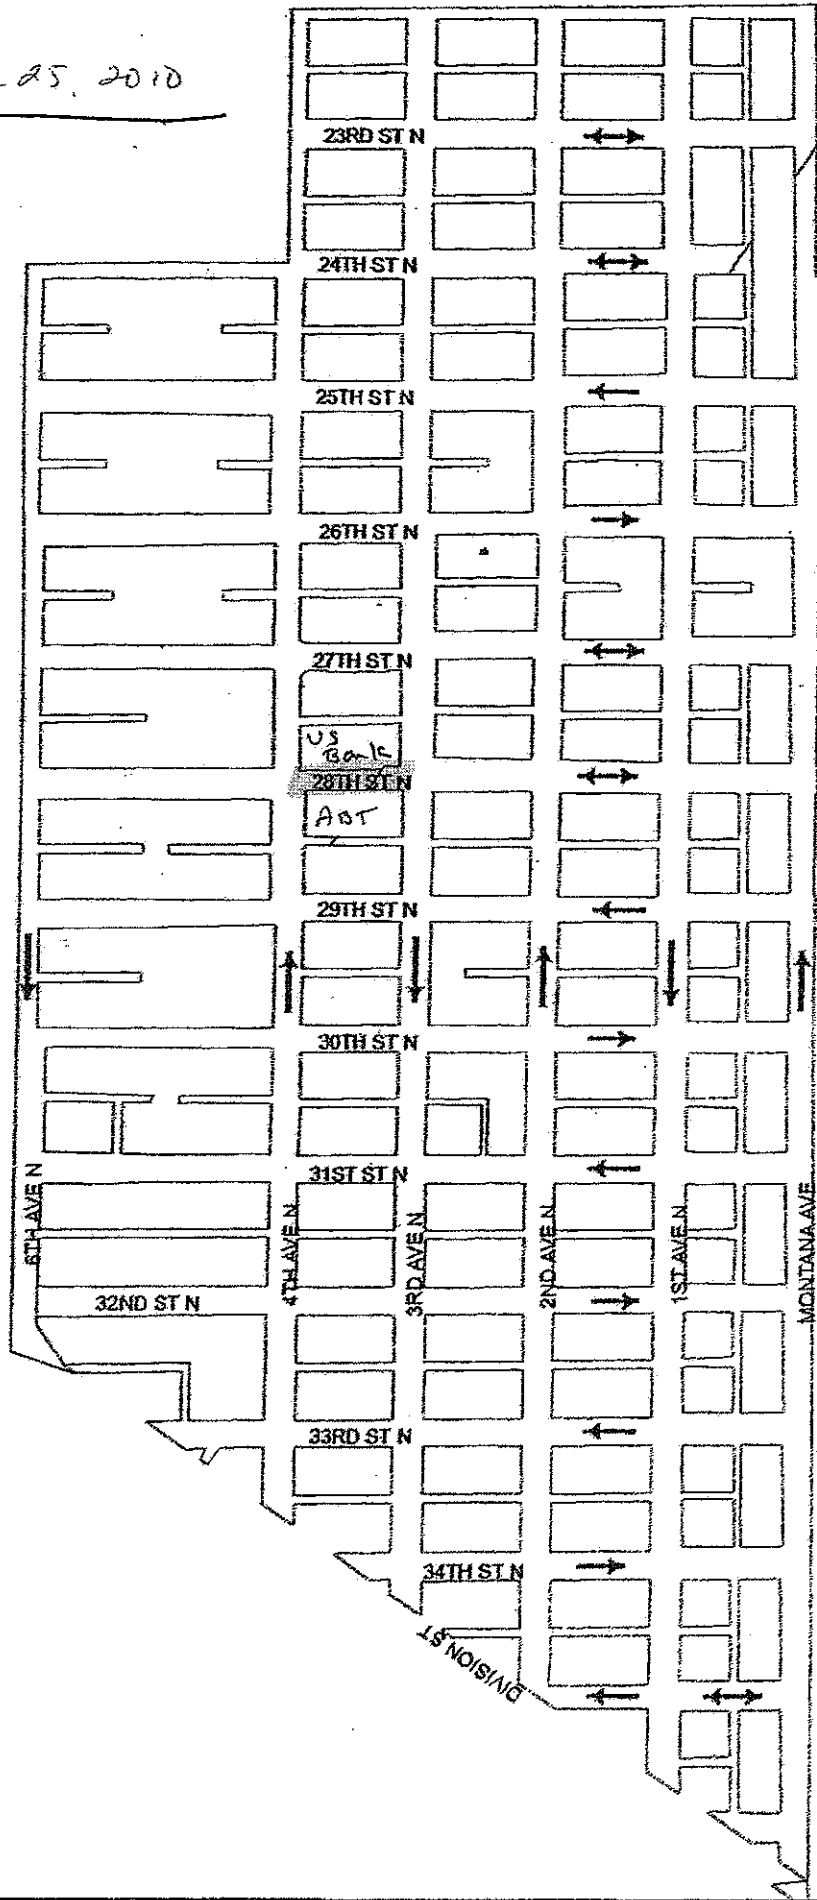 25, 2010
23RD ST N
24TH ST N
25TH ST N
26TH ST N
27TH ST N
US
Bank
28TH ST N
ABT
29TH ST N
30TH ST N
31ST ST N
6TH AVE N
4TH AVE N
3RD AVE N
2ND AVE N
1ST AVE N
MONTANA AVE
32ND ST N
33RD ST N
34TH ST N
DIVISION ST